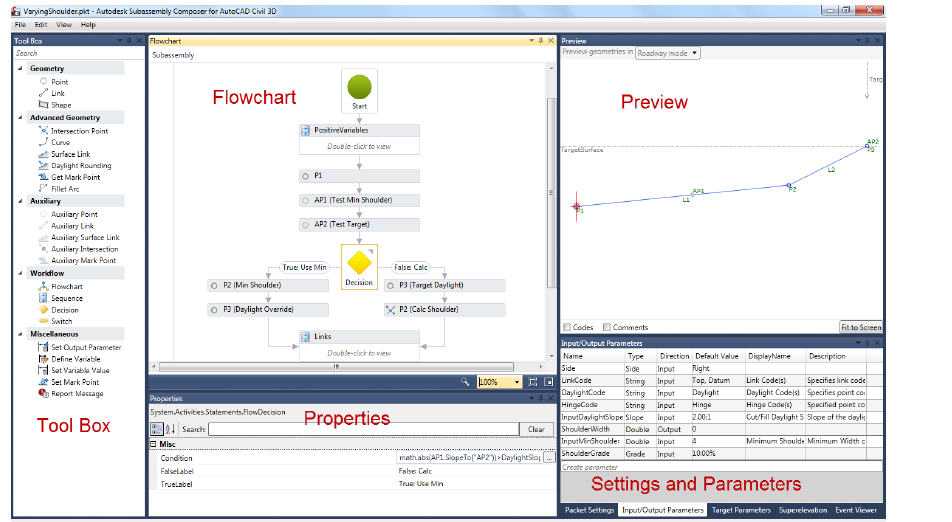 VaryingShoulder.pkt - Autodesk Subassembly Composer for AutoCAD Civil 3D
File Edit View Help
Tool Box
Search
Geometry
Point
Link
Shape
Advanced Geometry
Intersection Point
Curve
Surface Link
Daylight Rounding
Get Mark Point
Fillet Arc
Auxiliary
Auxiliary Point
Auxiliary Link
Auxiliary Surface Link
Auxiliary Intersection
Auxiliary Mark Point
Workflow
Flowchart
Sequence
Decision
Switch
Miscellaneous
Set Output Parameter
Define Variable
Set Variable Value
Set Mark Point
Report Message
Tool Box
Flowchart
Subassembly
Flowchart
Start
PositiveVariables
Double-click to view
P1
AP1 (Test Min Shoulder)
AP2 (Test Target)
True: Use Min
False: Calc
Decision
P2 (Min Shoulder)
P3 (Target Daylight)
P3 (Daylight Override)
P2 (Calc Shoulder)
Links
Double-click to view
100%
Properties
System.Activities.Statements.FlowDecision
Properties
Search:
Clear
Misc
Condition math.abs(AP1.SlopeTo("AP2"))>DaylightSlop ...
FalseLabel False: Calc
TrueLabel True: Use Min
Preview
Preview geometries in Roadway mode
Preview
Targ
TargetSurface
AP2
P3
L2
P2
AP1
L1
P1
Codes Comments Fit to Screen
Input/Output Parameters
Name Type Direction Default Value DisplayName Description
Side Side Input Right
LinkCode String Input Top, Datum Link Code(s) Specifies link code
DaylightCode String Input Daylight Daylight Code(s) Specifies point co
HingeCode String Input Hinge Hinge Code(s) Specified point co
InputDaylightSlope Slope Input 2.00:1 Cut/Fill Daylight S Slope of the daylig
ShoulderWidth Double Output 0
InputMinShoulder Double Input 4 Minimum Shoulde Minimum Width c
ShoulderGrade Grade Input 10.00%
Create parameter
Settings and Parameters
Packet Settings Input/Output Parameters Target Parameters Superelevation Event Viewer